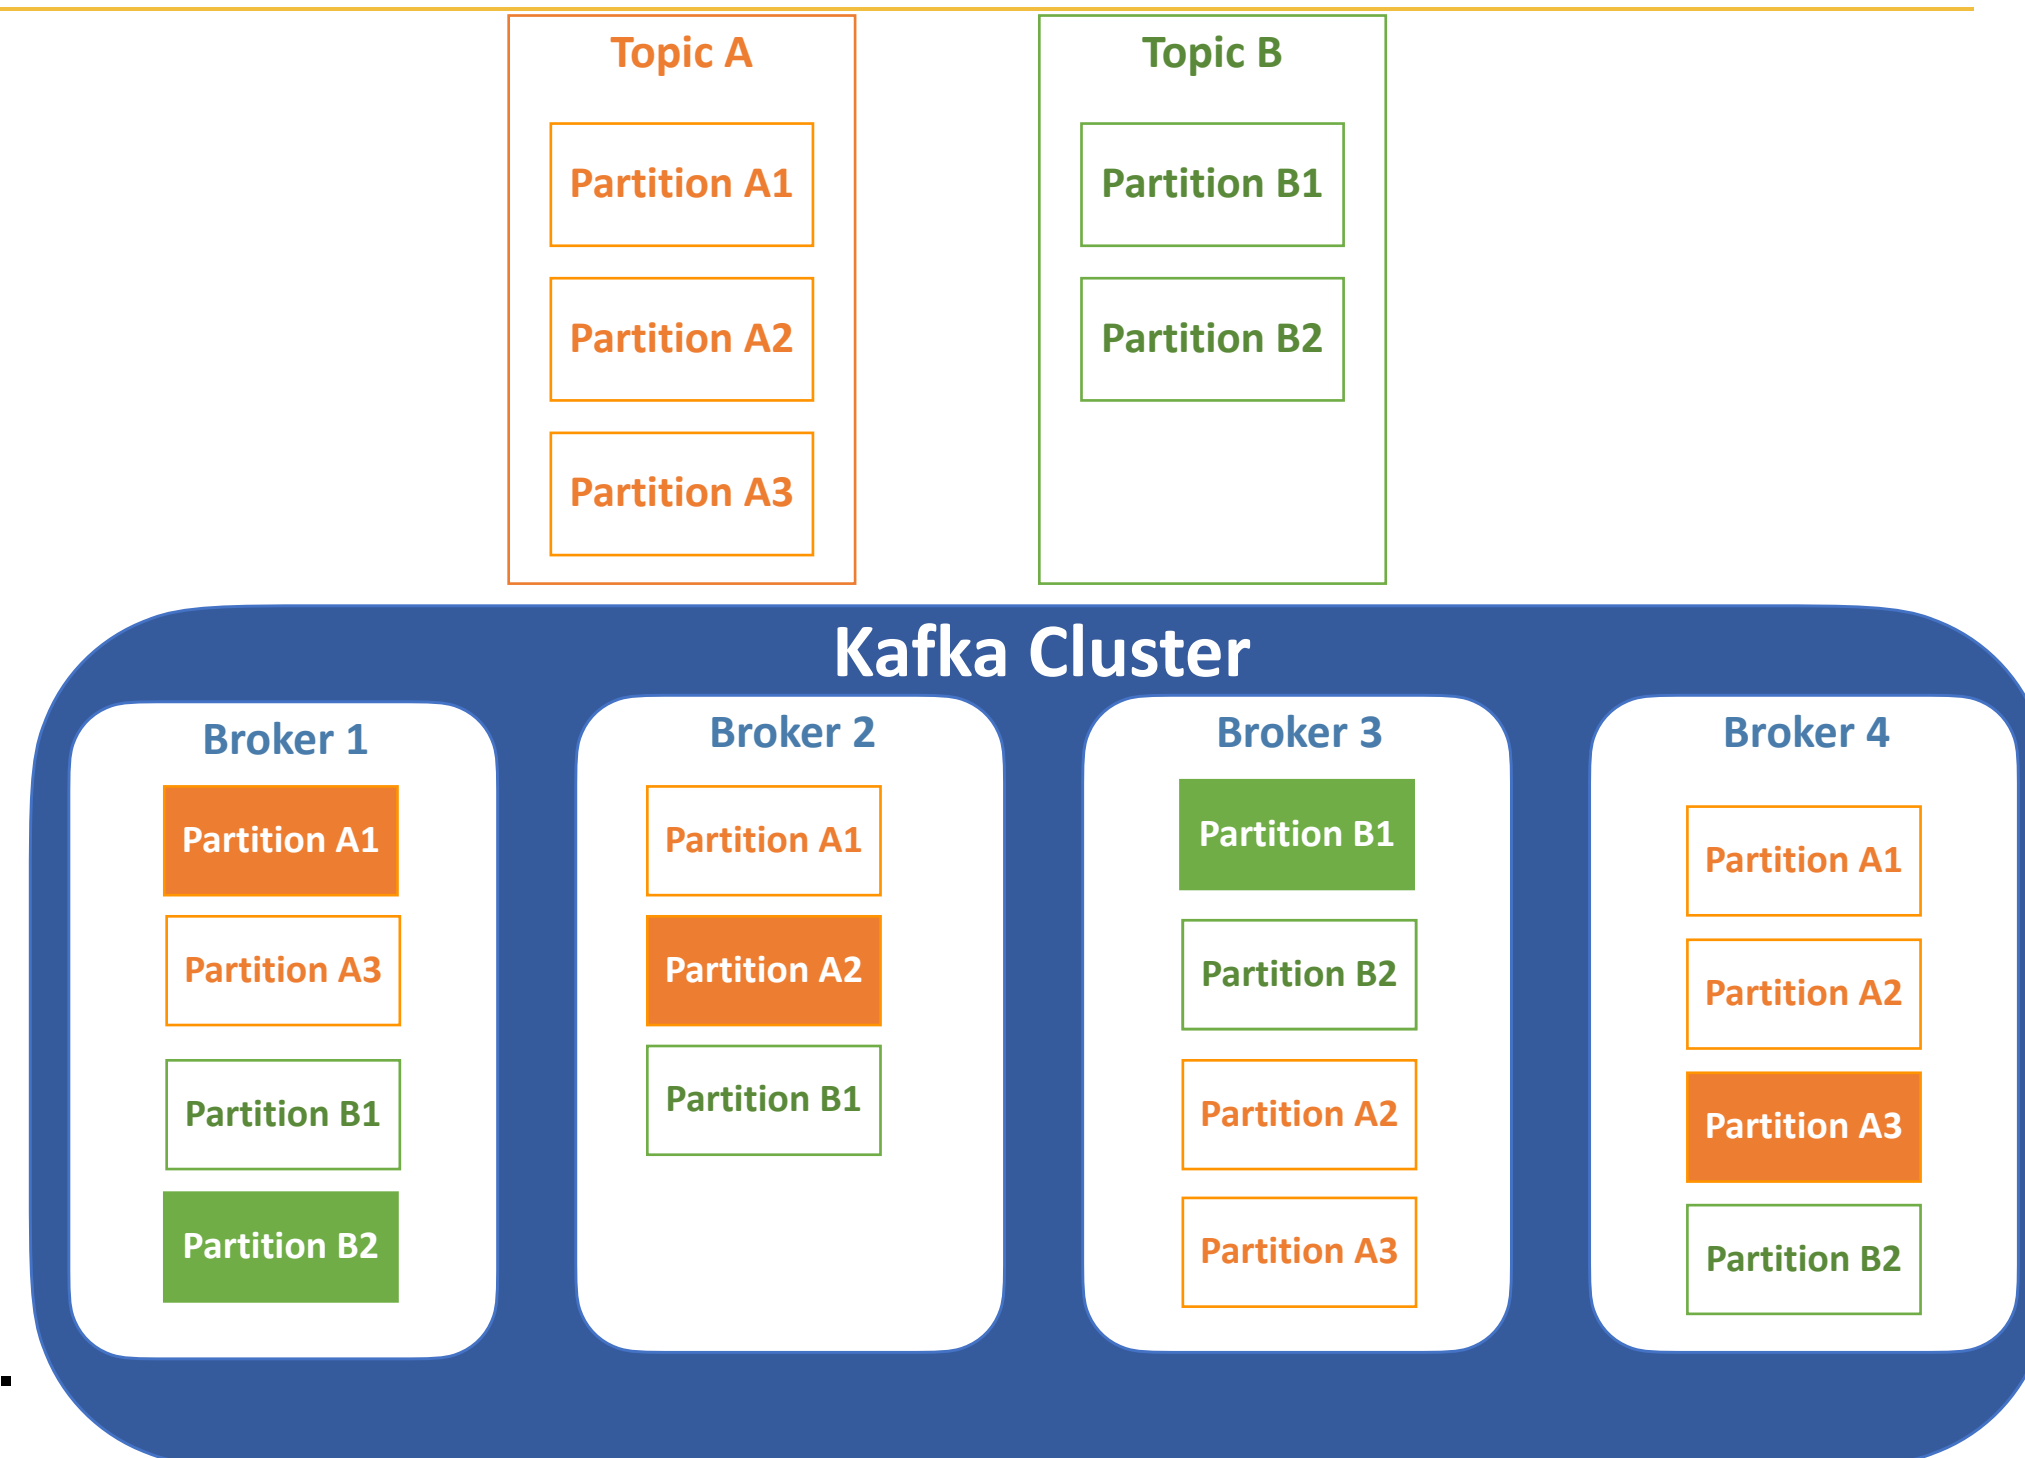 Topic A
Partition A1
Partition A2
Partition A3
Topic B
Partition B1
Partition B2
Kafka Cluster
Broker 1
Partition A1
Partition A3
Partition B1
Partition B2
Broker 2
Partition A1
Partition A2
Partition B1
Broker 3
Partition B1
Partition B2
Partition A2
Partition A3
Broker 4
Partition A1
Partition A2
Partition A3
Partition B2